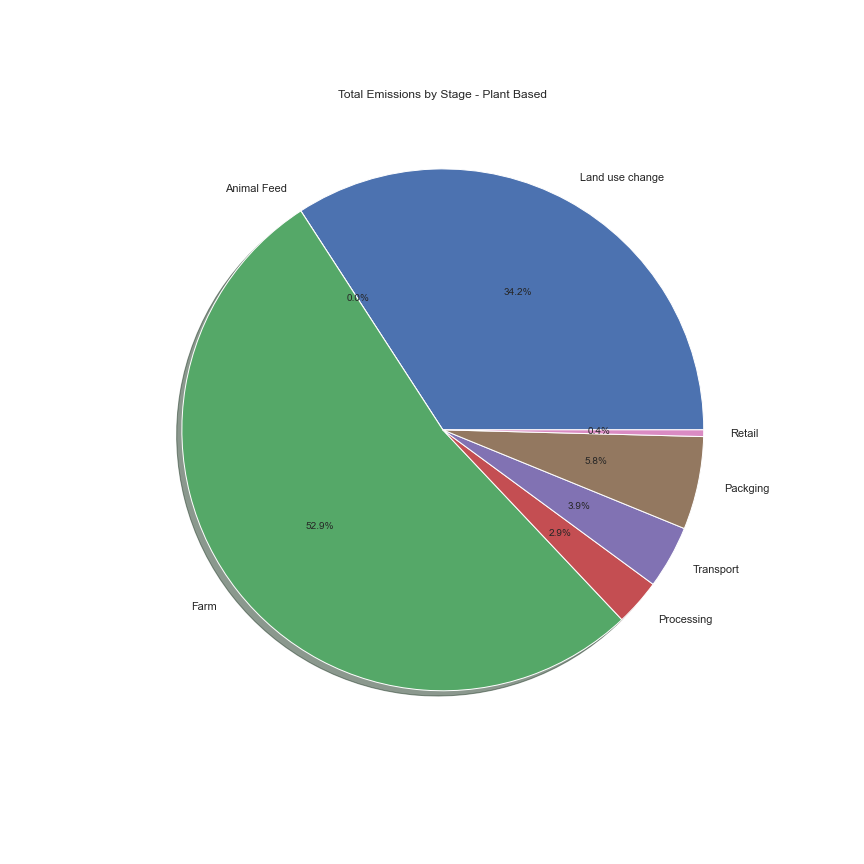 Total Emissions by Stage - Plant Based
Land use change
Animal Feed
34.2%
0.0%
0.4%
Retail
5.8%
Packging
3.9%
52.9%
2.9%
Transport
Farm
Processing